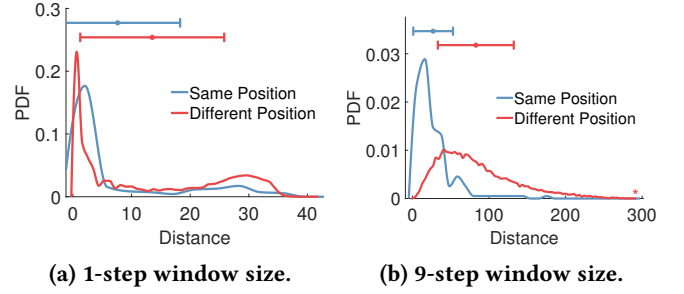 0.3
0.2
0.1
0
PDF
Same Position
Different Position
0 10 20 30 40
Distance
(a) 1-step window size.
0.03
0.02
0.01
0
PDF
Same Position
Different Position
*
0 100 200 300
Distance
(b) 9-step window size.